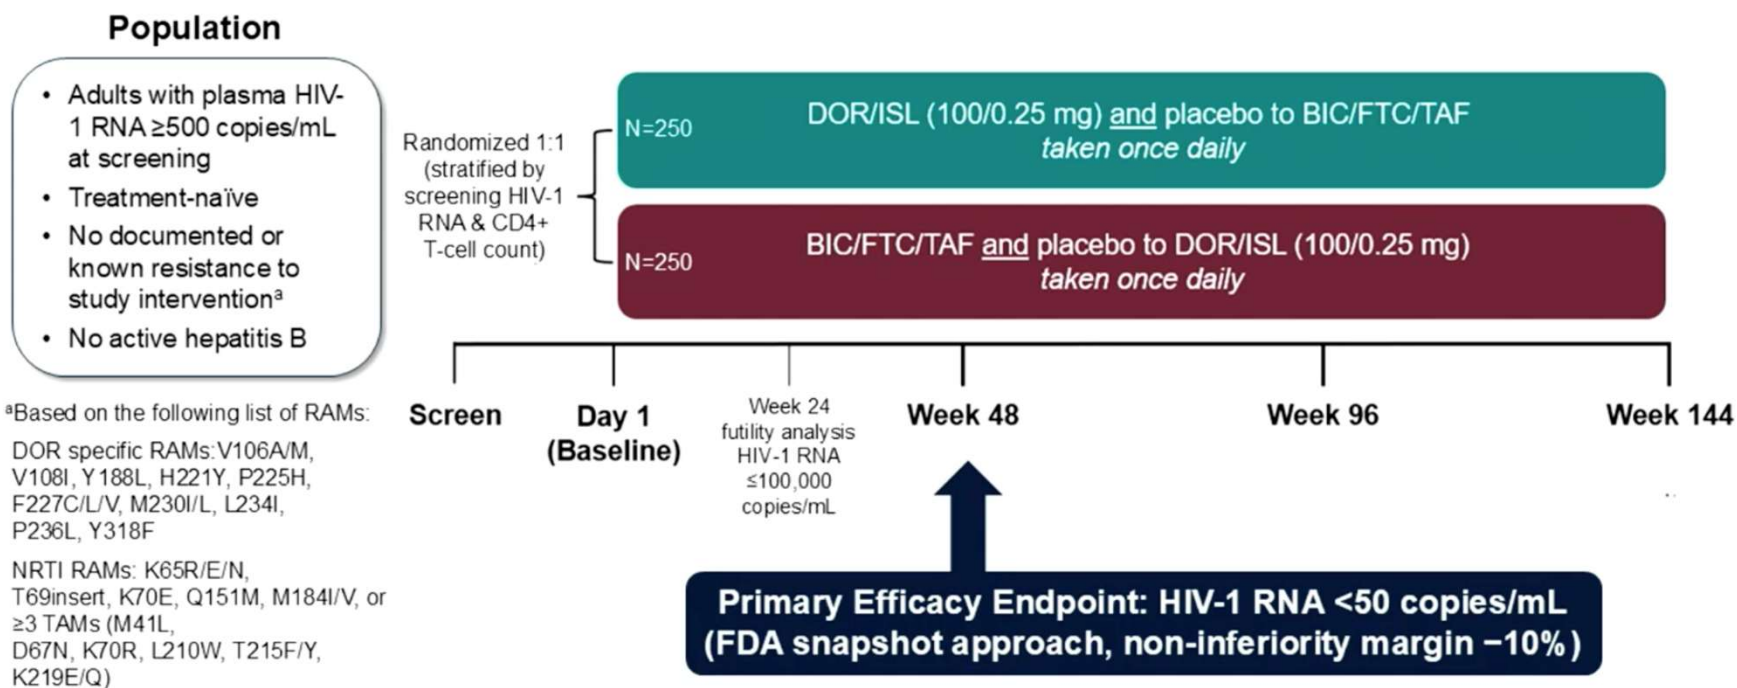 Population
• Adults with plasma HIV-
1 RNA ≥500 copies/mL
at screening
• Treatment-naïve
• No documented or
known resistance to
study interventionᵃ
• No active hepatitis B
ᵃBased on the following list of RAMs:
DOR specific RAMs:V106A/M,
V108I, Y188L, H221Y, P225H,
F227C/L/V, M230I/L, L234I,
P236L, Y318F
NRTI RAMs: K65R/E/N,
T69insert, K70E, Q151M, M184I/V, or
≥3 TAMs (M41L,
D67N, K70R, L210W, T215F/Y,
K219E/Q)
Randomized 1:1
(stratified by
screening HIV-1
RNA & CD4+
T-cell count)
N=250
DOR/ISL (100/0.25 mg) and placebo to BIC/FTC/TAF
taken once daily
N=250
BIC/FTC/TAF and placebo to DOR/ISL (100/0.25 mg)
taken once daily
Screen
Day 1
(Baseline)
Week 24
futility analysis
HIV-1 RNA
≤100,000
copies/mL
Week 48
Week 96
Week 144
Primary Efficacy Endpoint: HIV-1 RNA <50 copies/mL
(FDA snapshot approach, non-inferiority margin −10%)